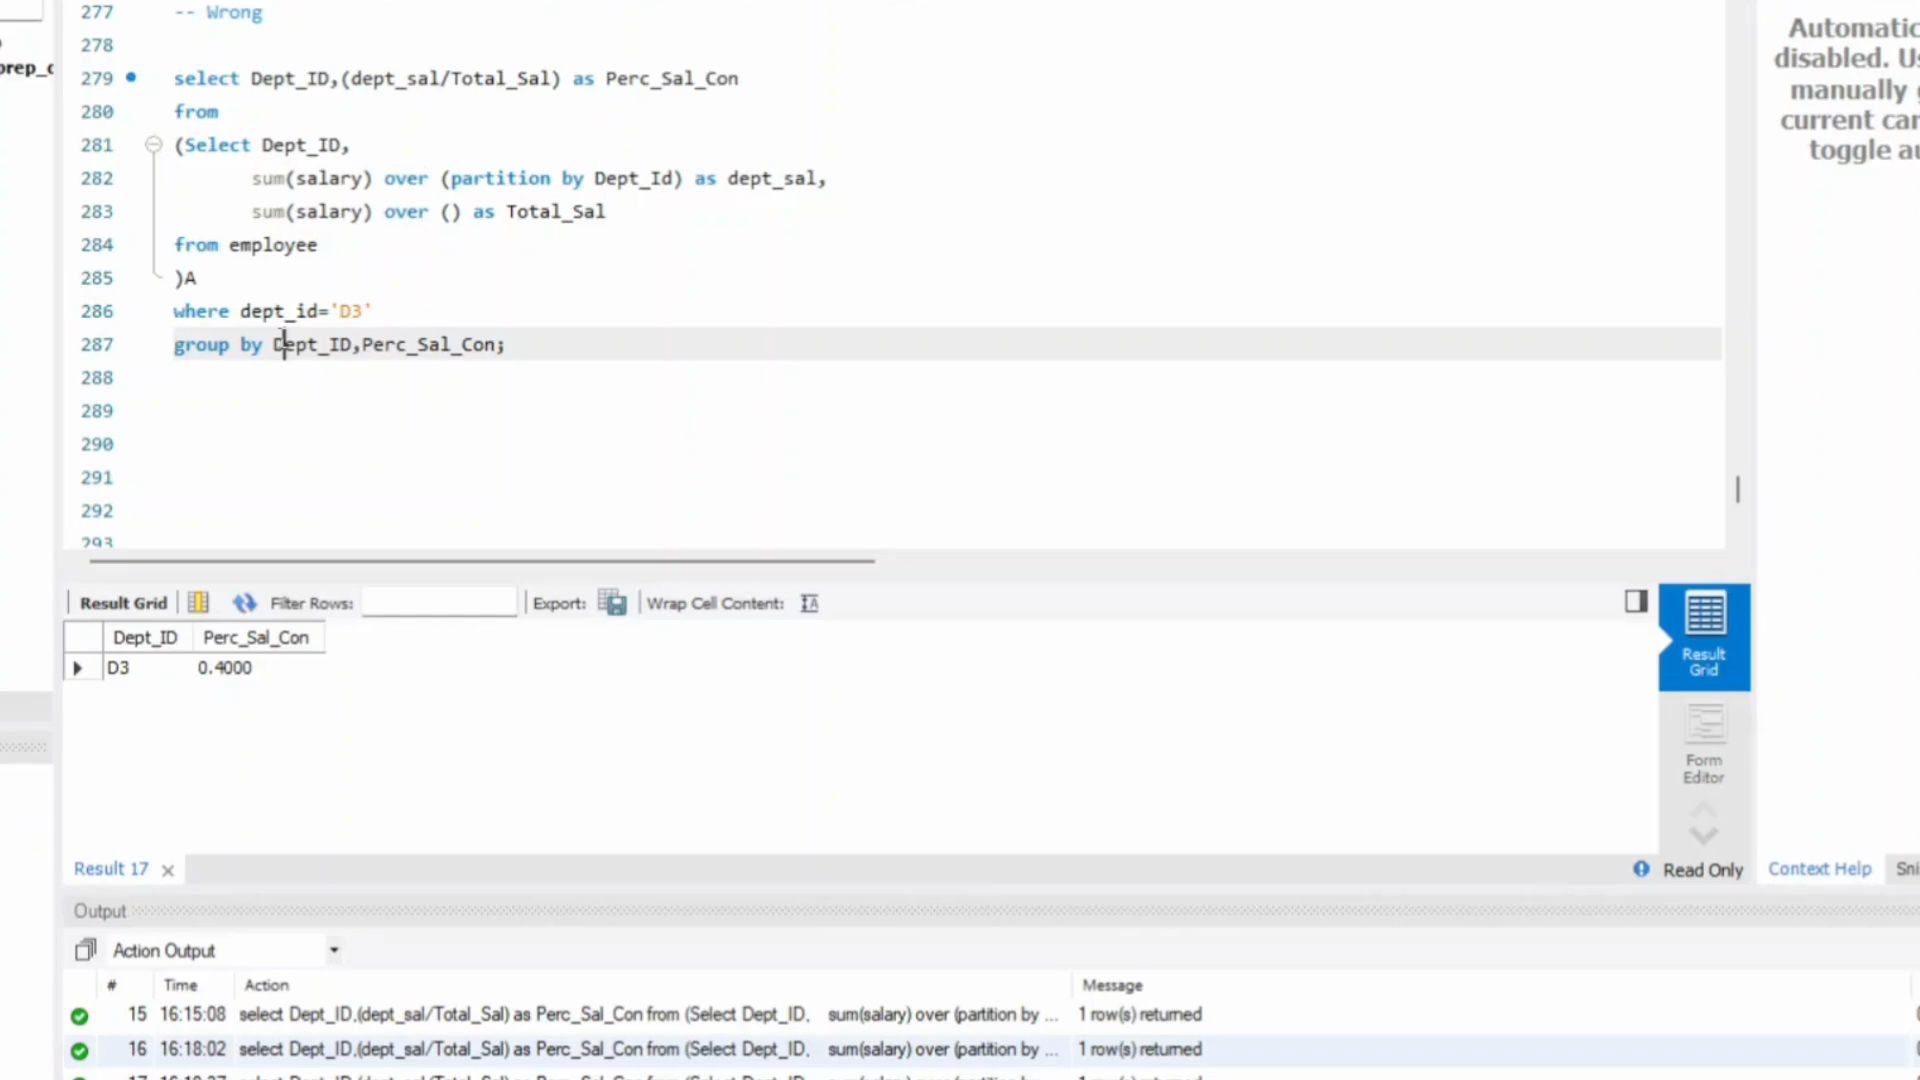 277 -- Wrong
278
279 select Dept_ID,(dept_sal/Total_Sal) as Perc_Sal_Con
280 from
281 (Select Dept_ID,
282 sum(salary) over (partition by Dept_Id) as dept_sal,
283 sum(salary) over () as Total_Sal
284 from employee
285 )A
286 where dept_id='D3'
287 group by Dept_ID,Perc_Sal_Con;
288
289
290
291
292
293
Automatic
disabled. Us
manually
current car
toggle au
Result Grid Filter Rows: Export: Wrap Cell Content:
Dept_ID Perc_Sal_Con
D3 0.4000
Result
Grid
Form
Editor
Result 17
Read Only
Context Help
Output
Action Output
# Time Action Message
15 16:15:08 select Dept_ID,(dept_sal/Total_Sal) as Perc_Sal_Con from (Select Dept_ID, sum(salary) over (partition by ... 1 row(s) returned
16 16:18:02 select Dept_ID,(dept_sal/Total_Sal) as Perc_Sal_Con from (Select Dept_ID, sum(salary) over (partition by ... 1 row(s) returned